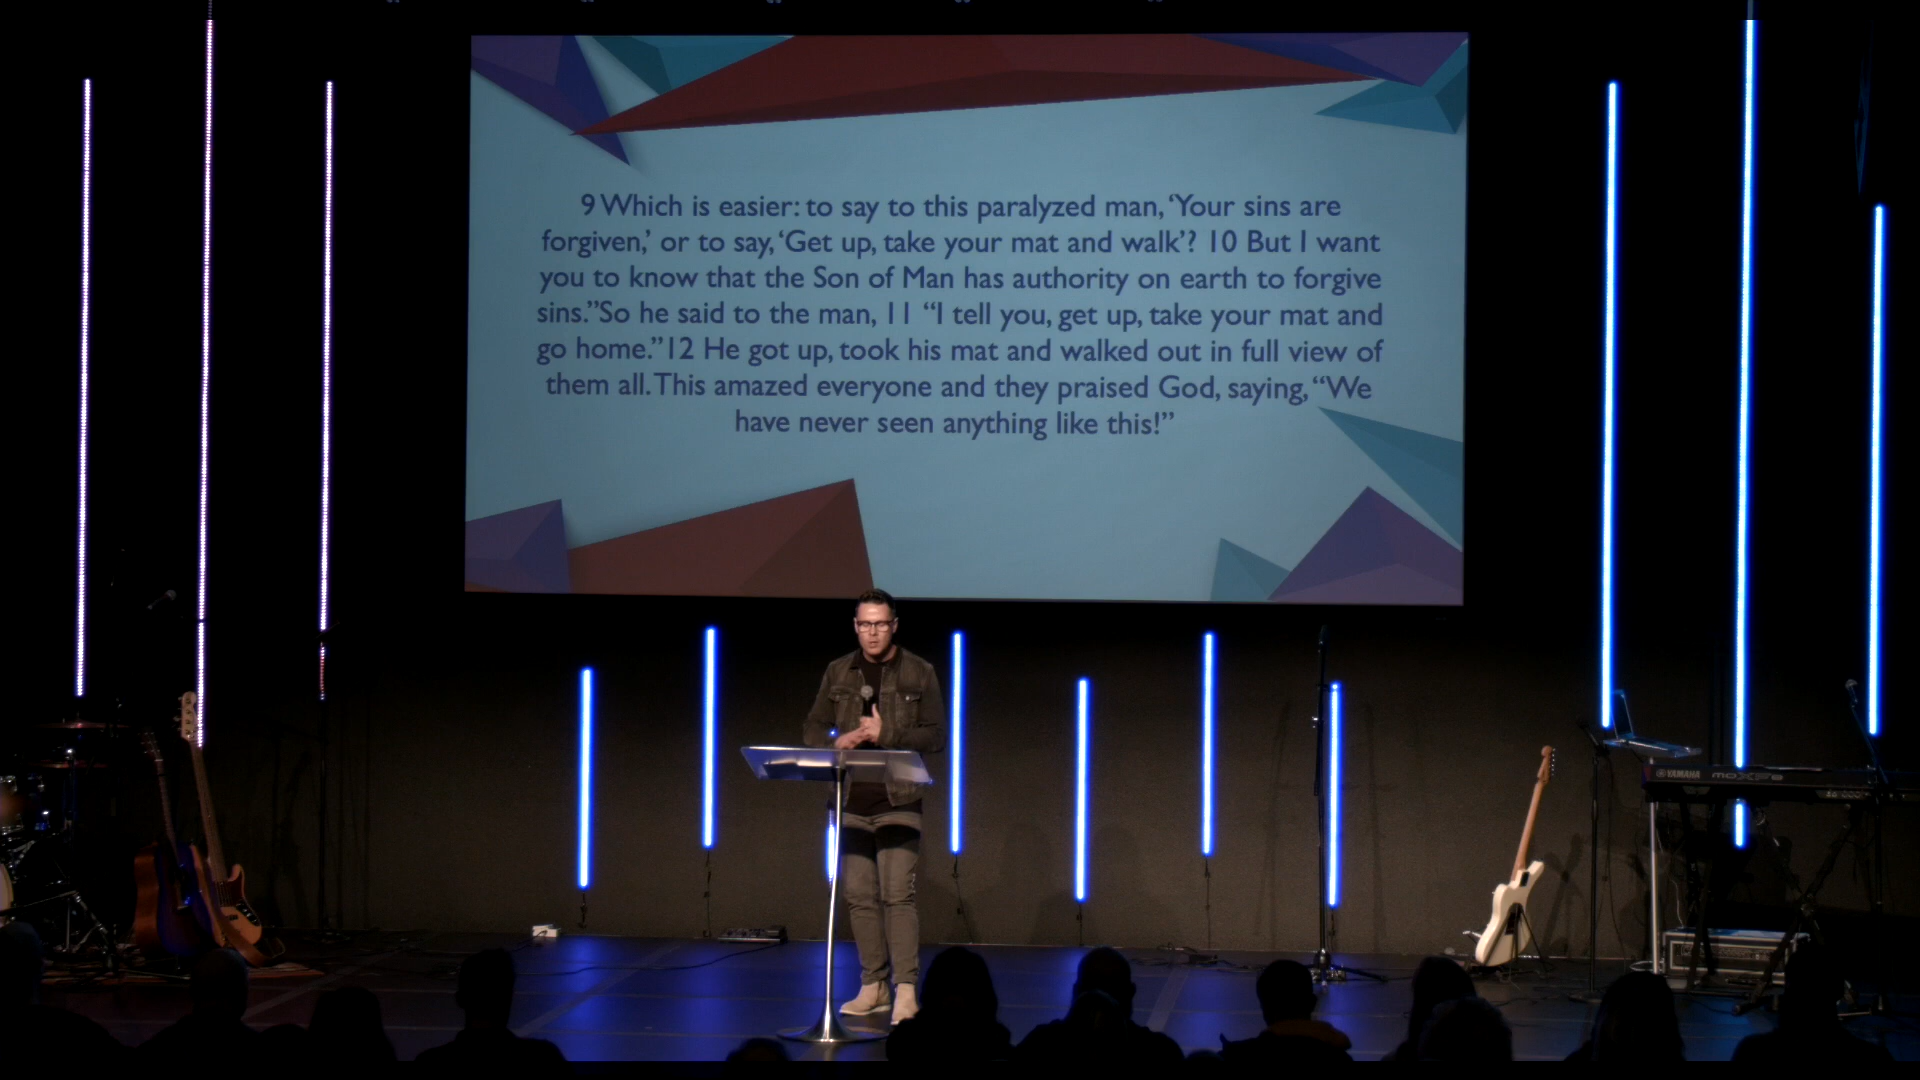 9 Which is easier: to say to this paralyzed man, ‘Your sins are
forgiven,’ or to say, ‘Get up, take your mat and walk’? 10 But I want
you to know that the Son of Man has authority on earth to forgive
sins.”So he said to the man, 11 “I tell you, get up, take your mat and
go home.”12 He got up, took his mat and walked out in full view of
them all. This amazed everyone and they praised God, saying, “We
have never seen anything like this!”
YAMAHA MOXF8